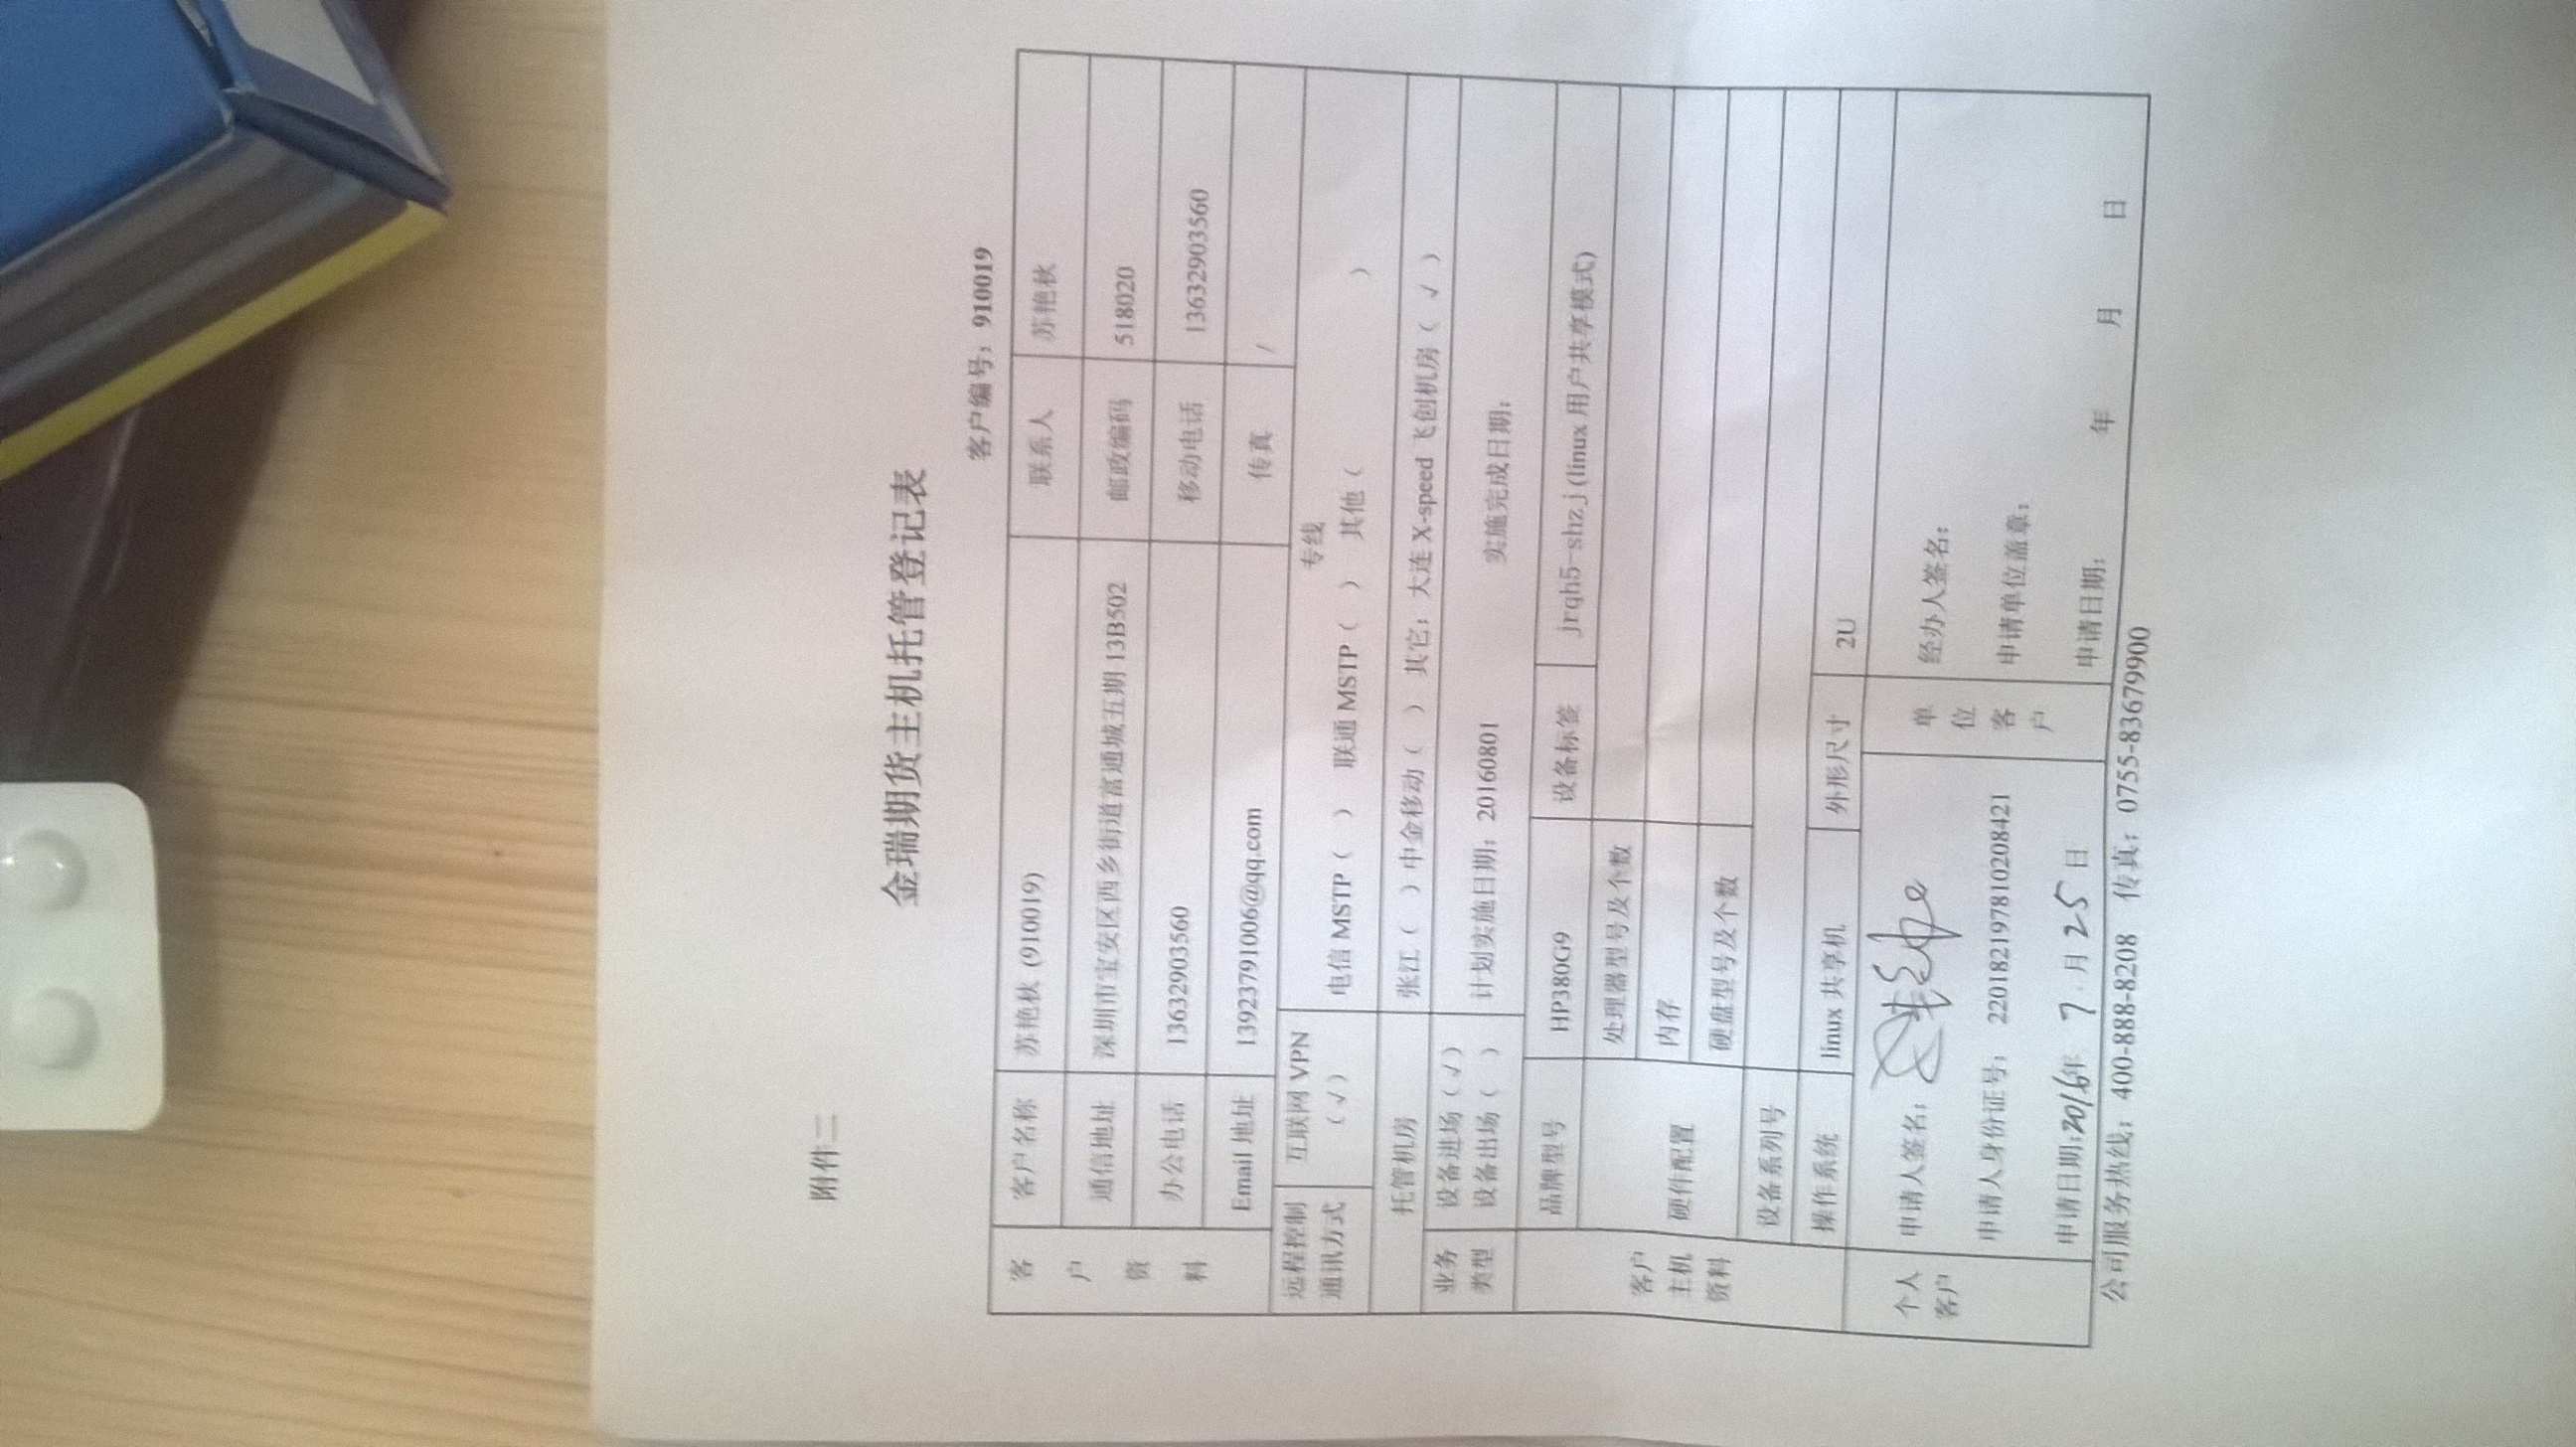 附件二
金瑞期货主机托管登记表
客户编号：910019
客户资料
客户名称 苏艳秋 (910019) 联系人 苏艳秋
通信地址 深圳市宝安区西乡街道富通城五期 13B502 邮政编码 518020
办公电话 13632903560 移动电话 13632903560
Email 地址 1392379100​6@qq.com 传真 /
远程控制通讯方式 互联网 VPN（√） 专线
电信 MSTP（ ） 联通 MSTP（ ） 其他（ ）
托管机房 张江（ ）中金移动（ ） 其它：大连 X-speed 飞创机房（ √ ）
业务类型 设备进场（√） 设备出场（ ） 计划实施日期：20160801 实施完成日期：
客户主机资料
品牌型号 HP380G9 设备标签 jrqh5-shzj(linux 用户共享模式)
硬件配置 处理器型号及个数
内存
硬盘型号及个数
设备系列号
操作系统 linux 共享机 外形尺寸 2U
个人客户
申请人签名：
申请人身份证号：220182197810208421
申请日期：2016年 7 月 25 日
单位客户
经办人签名：
申请单位盖章：
申请日期： 年 月 日
公司服务热线：400-888-8208 传真：0755-83679900